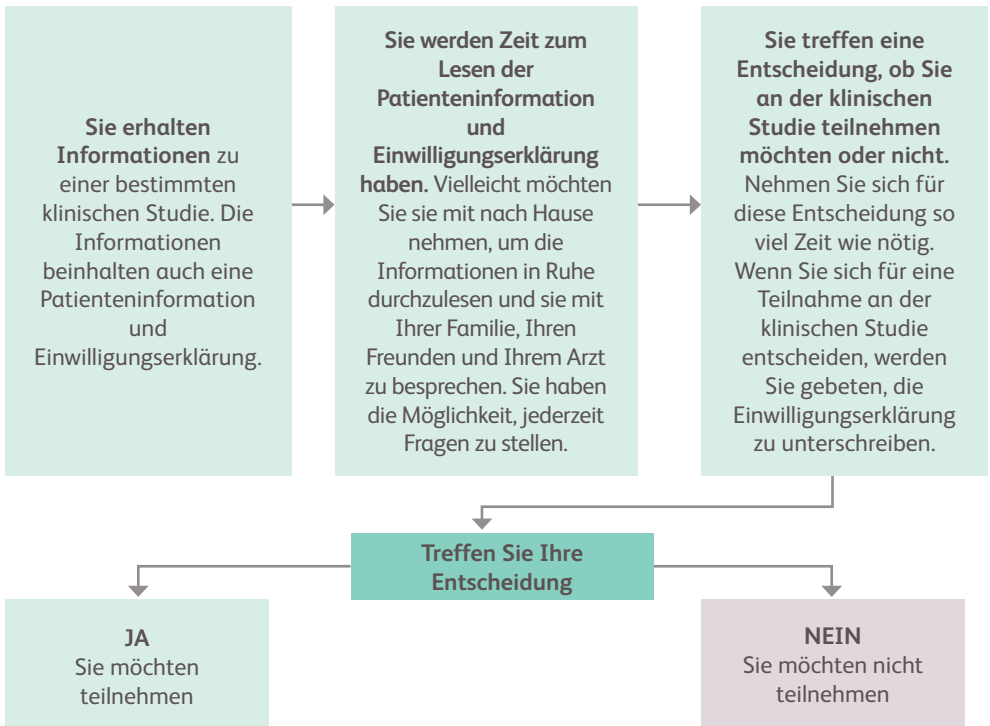 Sie erhalten
Informationen zu
einer bestimmten
klinischen Studie. Die
Informationen
beinhalten auch eine
Patienteninformation
und
Einwilligungserklärung.
Sie werden Zeit zum
Lesen der
Patienteninformation
und
Einwilligungserklärung
haben. Vielleicht möchten
Sie sie mit nach Hause
nehmen, um die
Informationen in Ruhe
durchzulesen und sie mit
Ihrer Familie, Ihren
Freunden und Ihrem Arzt
zu besprechen. Sie haben
die Möglichkeit, jederzeit
Fragen zu stellen.
Sie treffen eine
Entscheidung, ob Sie
an der klinischen
Studie teilnehmen
möchten oder nicht.
Nehmen Sie sich für
diese Entscheidung so
viel Zeit wie nötig.
Wenn Sie sich für eine
Teilnahme an der
klinischen Studie
entscheiden, werden
Sie gebeten, die
Einwilligungserklärung
zu unterschreiben.
Treffen Sie Ihre
Entscheidung
JA
Sie möchten
teilnehmen
NEIN
Sie möchten nicht
teilnehmen